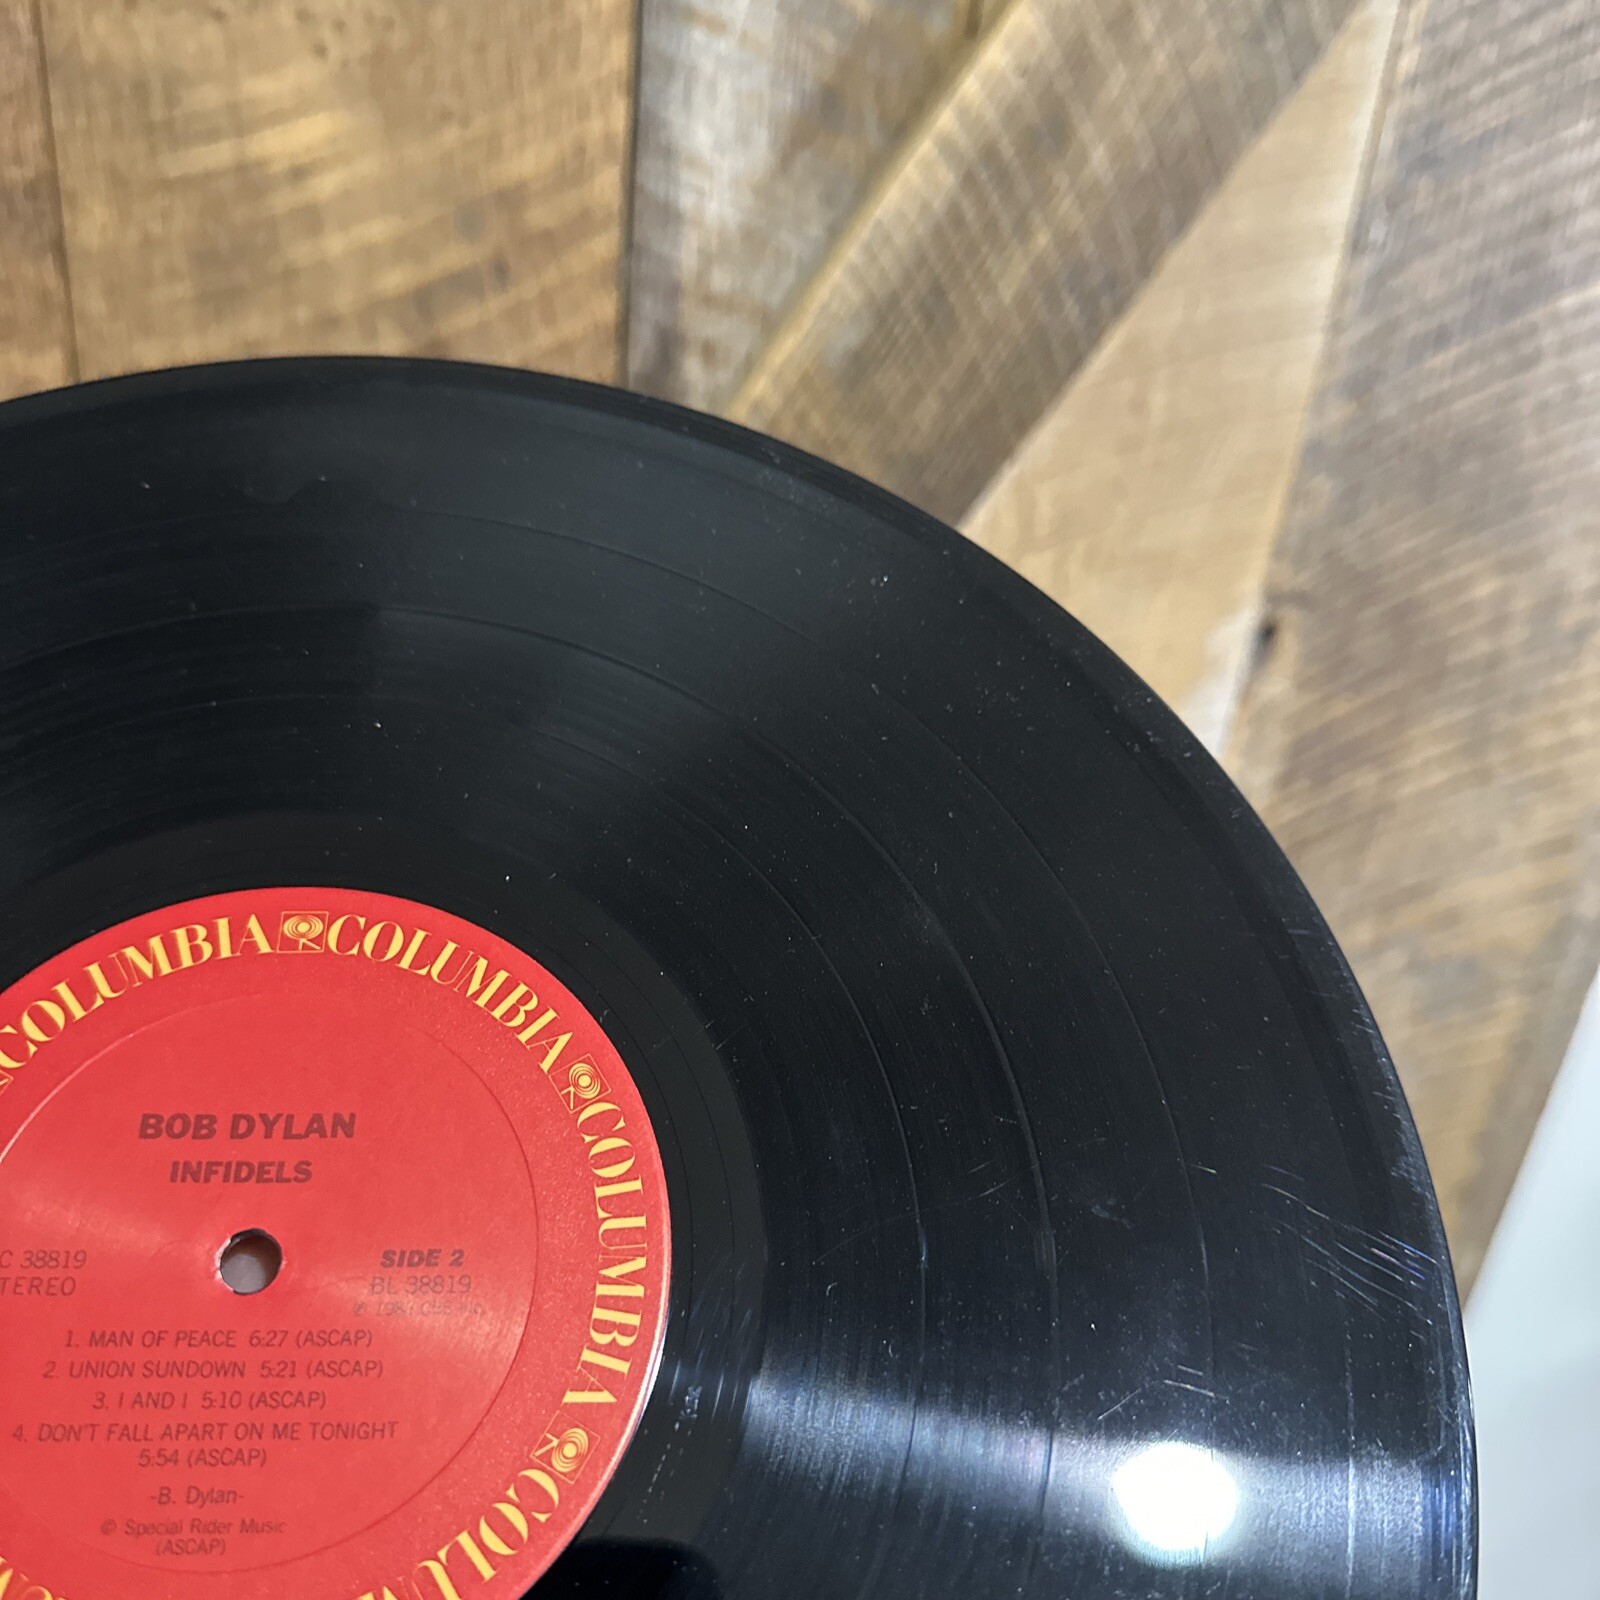 COLUMBIA COLUMBIA COLUMBIA COLUM
BOB DYLAN
INFIDELS
C 38819
TEREO
SIDE 2
BL 38819
1. MAN OF PEACE 6:27 (ASCAP)
2. UNION SUNDOWN 5:21 (ASCAP)
3. I AND I 5:10 (ASCAP)
4. DON'T FALL APART ON ME TONIGHT
5:54 (ASCAP)
-B. Dylan-
© Special Rider Music
(ASCAP)